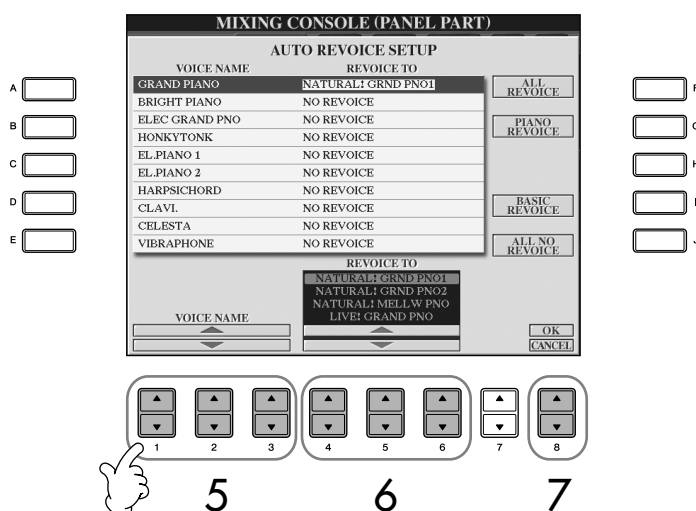 MIXING CONSOLE (PANEL PART)
AUTO REVOICE SETUP
VOICE NAME REVOICE TO
GRAND PIANO NATURAL! GRND PNO1
BRIGHT PIANO NO REVOICE
ELEC GRAND PNO NO REVOICE
HONKYTONK NO REVOICE
EL.PIANO 1 NO REVOICE
EL.PIANO 2 NO REVOICE
HARPSICHORD NO REVOICE
CLAVI. NO REVOICE
CELESTA NO REVOICE
VIBRAPHONE NO REVOICE
ALL
REVOICE
PIANO
REVOICE
BASIC
REVOICE
ALL NO
REVOICE
A
B
C
D
E
REVOICE TO
NATURAL! GRND PNO1
NATURAL! GRND PNO2
NATURAL! MELLW PNO
LIVE! GRAND PNO
VOICE NAME
OK
CANCEL
1 2 3 4 5 6 7 8
5 6 7